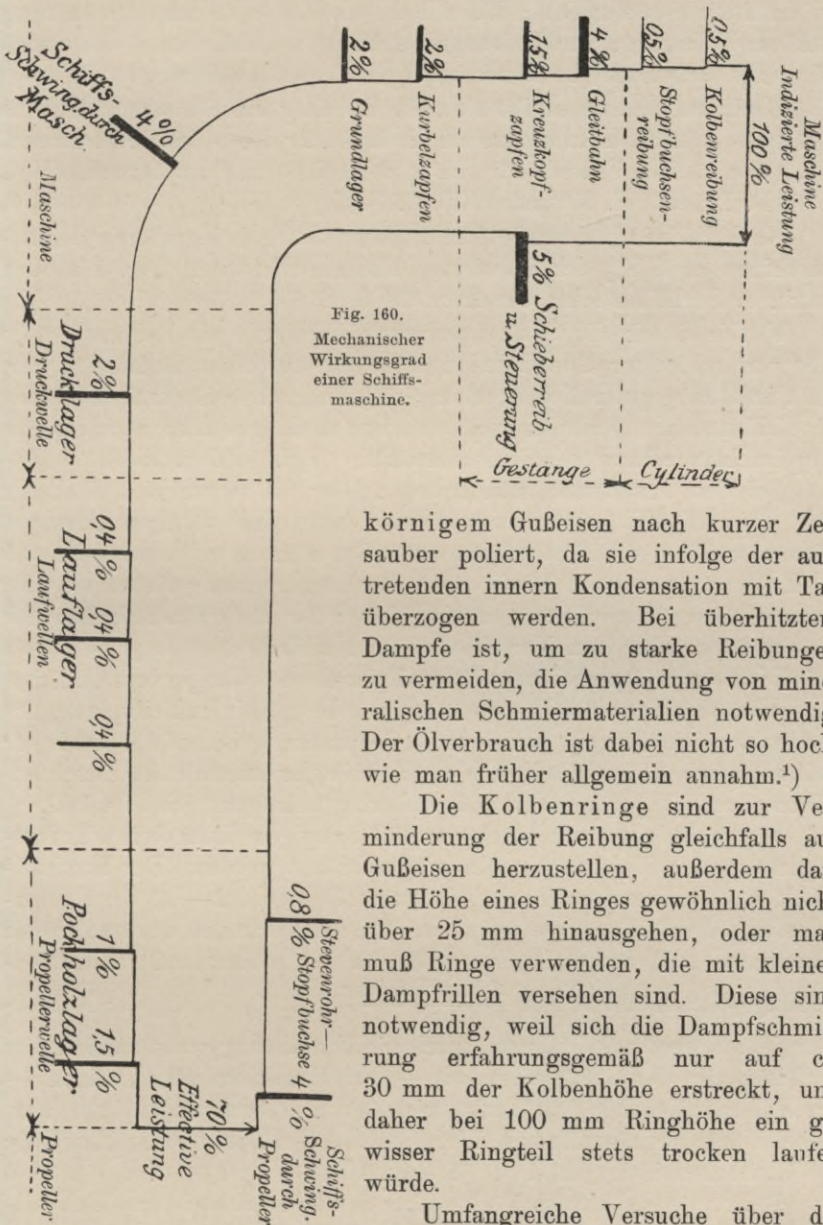 Maschine
Indizierte Leistung
100%
0,5%
Kolbenreibung
0,5%
Stopfbuchsen-
reibung
4%
Gleitbahn
1,5%
Kreuzkopf-
zapfen
2%
Kurbelzapfen
2%
Grundlager
4%
Schiffs-
Schwing. durch
Masch.
5% Schieberreib
u. Steuerung
Gestänge
Cylinder
Fig. 160.
Mechanischer
Wirkungsgrad
einer Schiffs-
maschine.
Maschine
2%
Drucklager
Druckwelle
0,4%
0,4%
0,4%
Lauflager
Laufwellen
1%
1,5%
Pockholzlager
Propellerwelle
Stevenrohr—
0,8% Stopfbuchse
4%
Schiffs-
Schwing.
durch
Propeller
70%
Effective
Leistung
Propeller
körnigem Gußeisen nach kurzer Ze
sauber poliert, da sie infolge der au
tretenden innern Kondensation mit Ta
überzogen werden. Bei überhitzter
Dampfe ist, um zu starke Reibunge
zu vermeiden, die Anwendung von mine
ralischen Schmiermaterialien notwendig
Der Ölverbrauch ist dabei nicht so hoch
wie man früher allgemein annahm.¹)
Die Kolbenringe sind zur Ve
minderung der Reibung gleichfalls au
Gußeisen herzustellen, außerdem da
die Höhe eines Ringes gewöhnlich nich
über 25 mm hinausgehen, oder ma
muß Ringe verwenden, die mit kleine
Dampfrillen versehen sind. Diese sin
notwendig, weil sich die Dampfschmi
rung erfahrungsgemäß nur auf c
30 mm der Kolbenhöhe erstreckt, un
daher bei 100 mm Ringhöhe ein g
wisser Ringteil stets trocken laufe
würde.
Umfangreiche Versuche über d